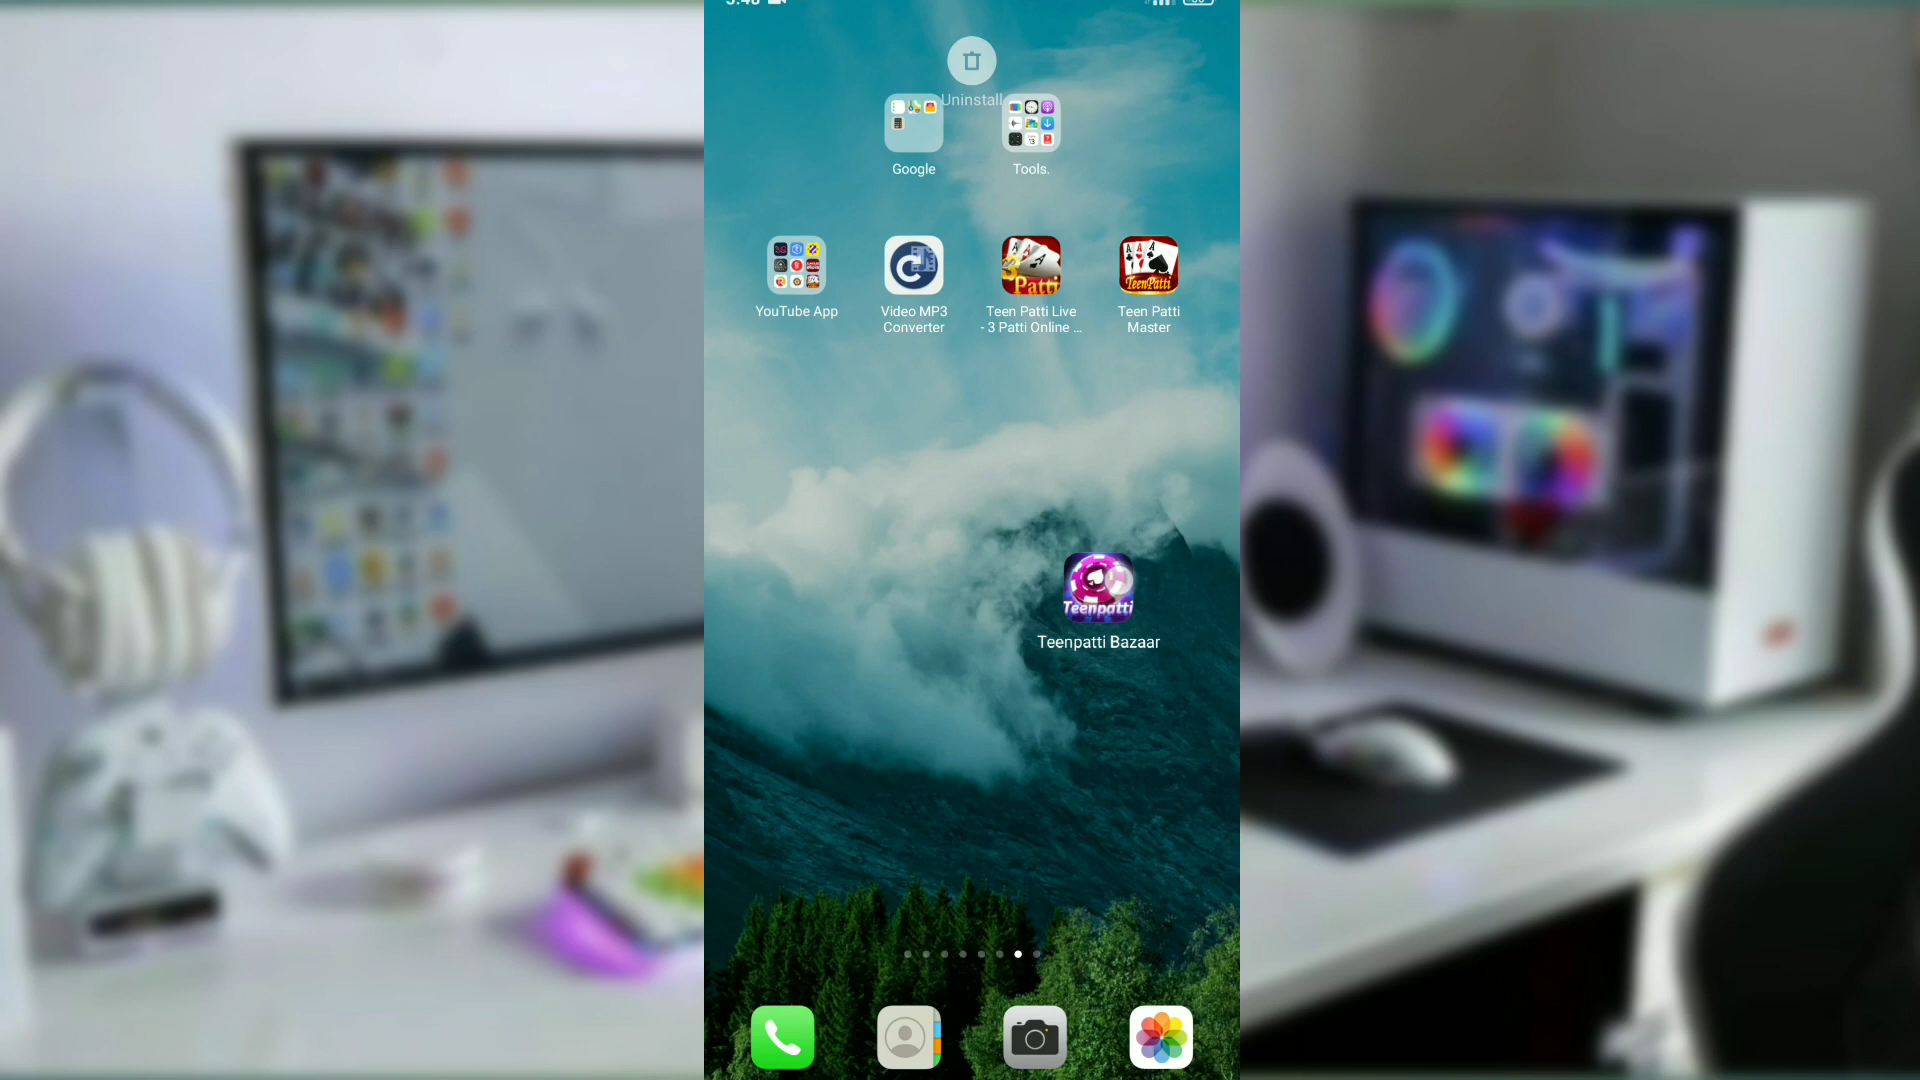 Uninstall
Google
Tools.
Patti
TeenPatti
YouTube App
Video MP3
Converter
Teen Patti Live
- 3 Patti Online ...
Teen Patti
Master
Teenpatti
Teenpatti Bazaar